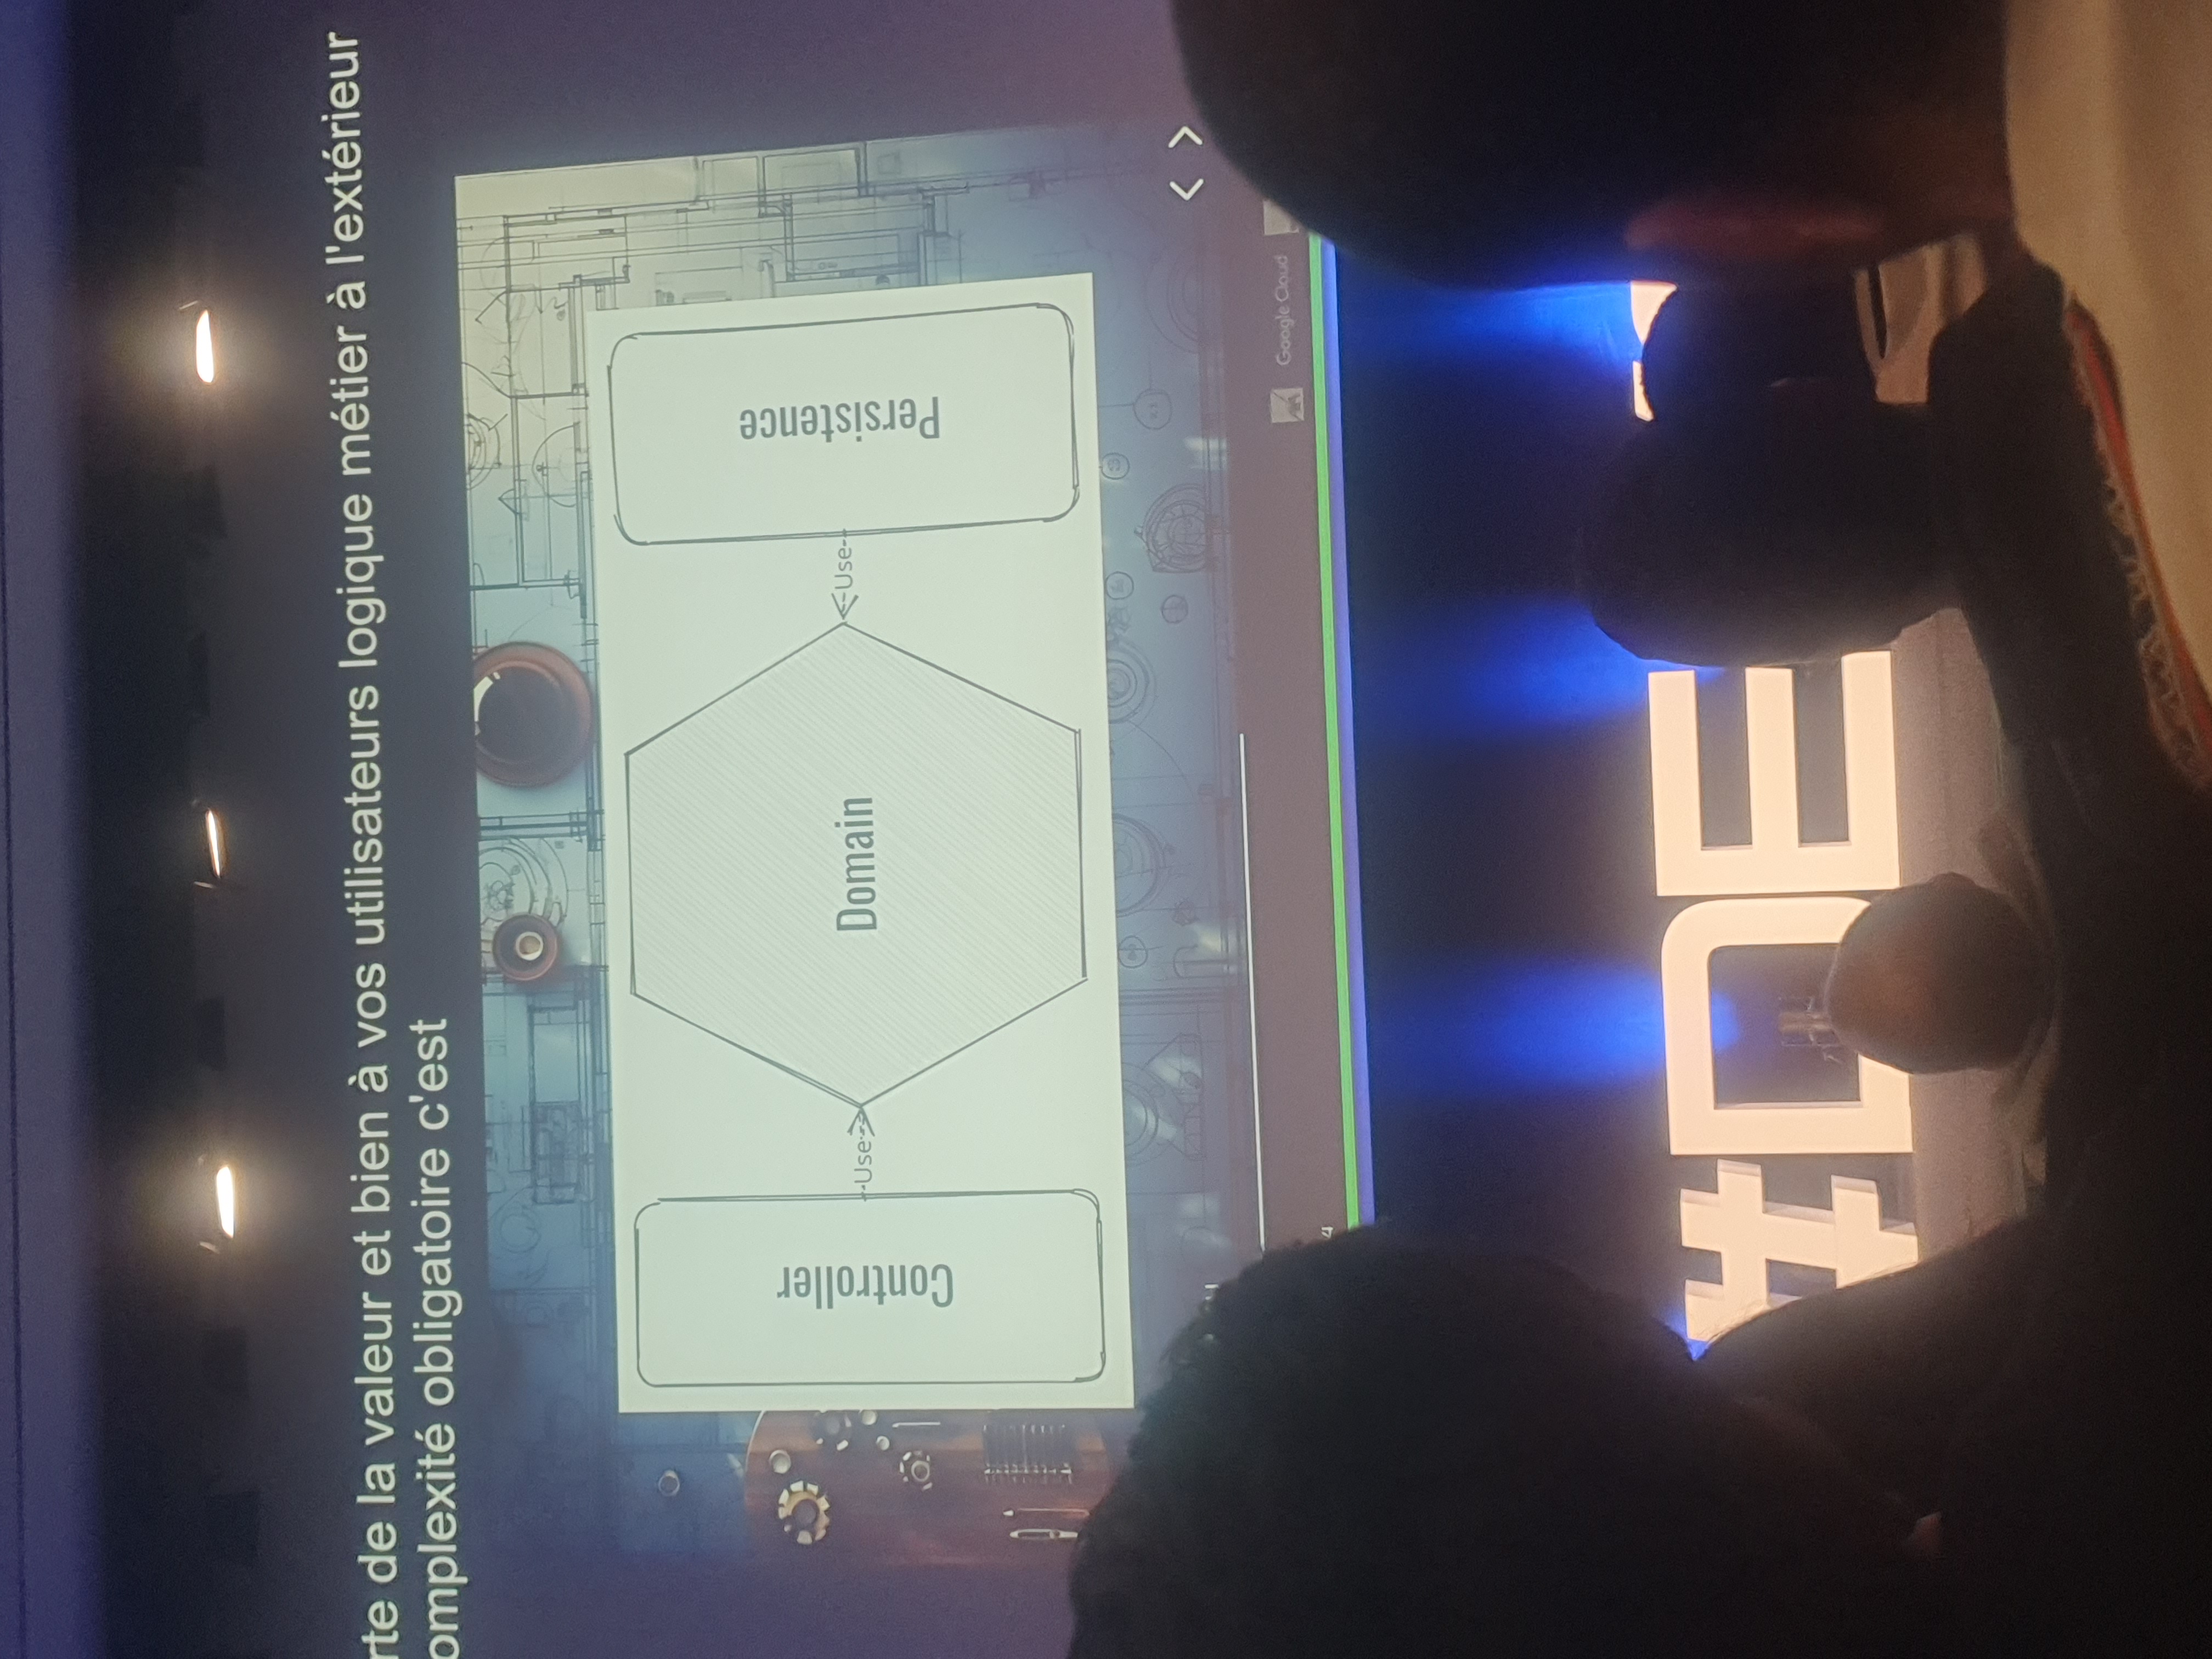 rte de la valeur et bien à vos utilisateurs logique métier à l'extérieur
omplexité obligatoire c'est
Controller
Use
Domain
Use
Persistence
Google Cloud
4
#DE